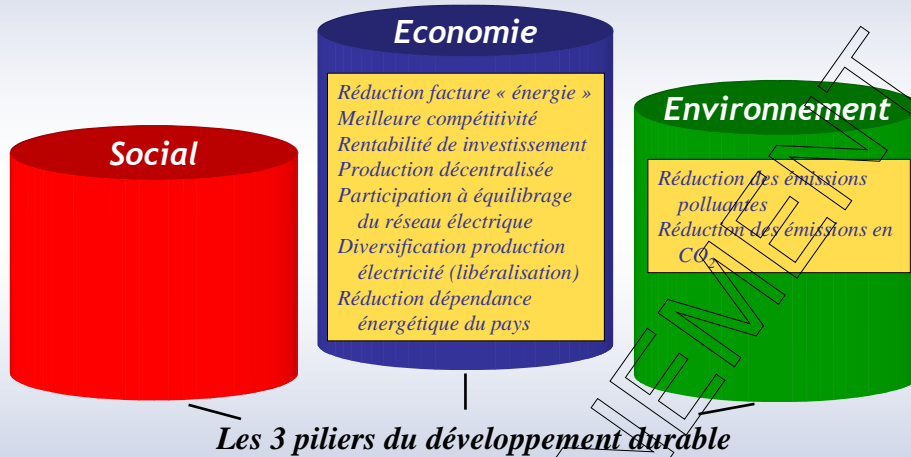 Economie
Réduction facture « énergie »
Meilleure compétitivité
Rentabilité de investissement
Production décentralisée
Participation à équilibrage
du réseau électrique
Diversification production
électricité (libéralisation)
Réduction dépendance
énergétique du pays
Social
Environnement
Réduction des émissions
polluantes
Réduction des émissions en
CO₂
Les 3 piliers du développement durable